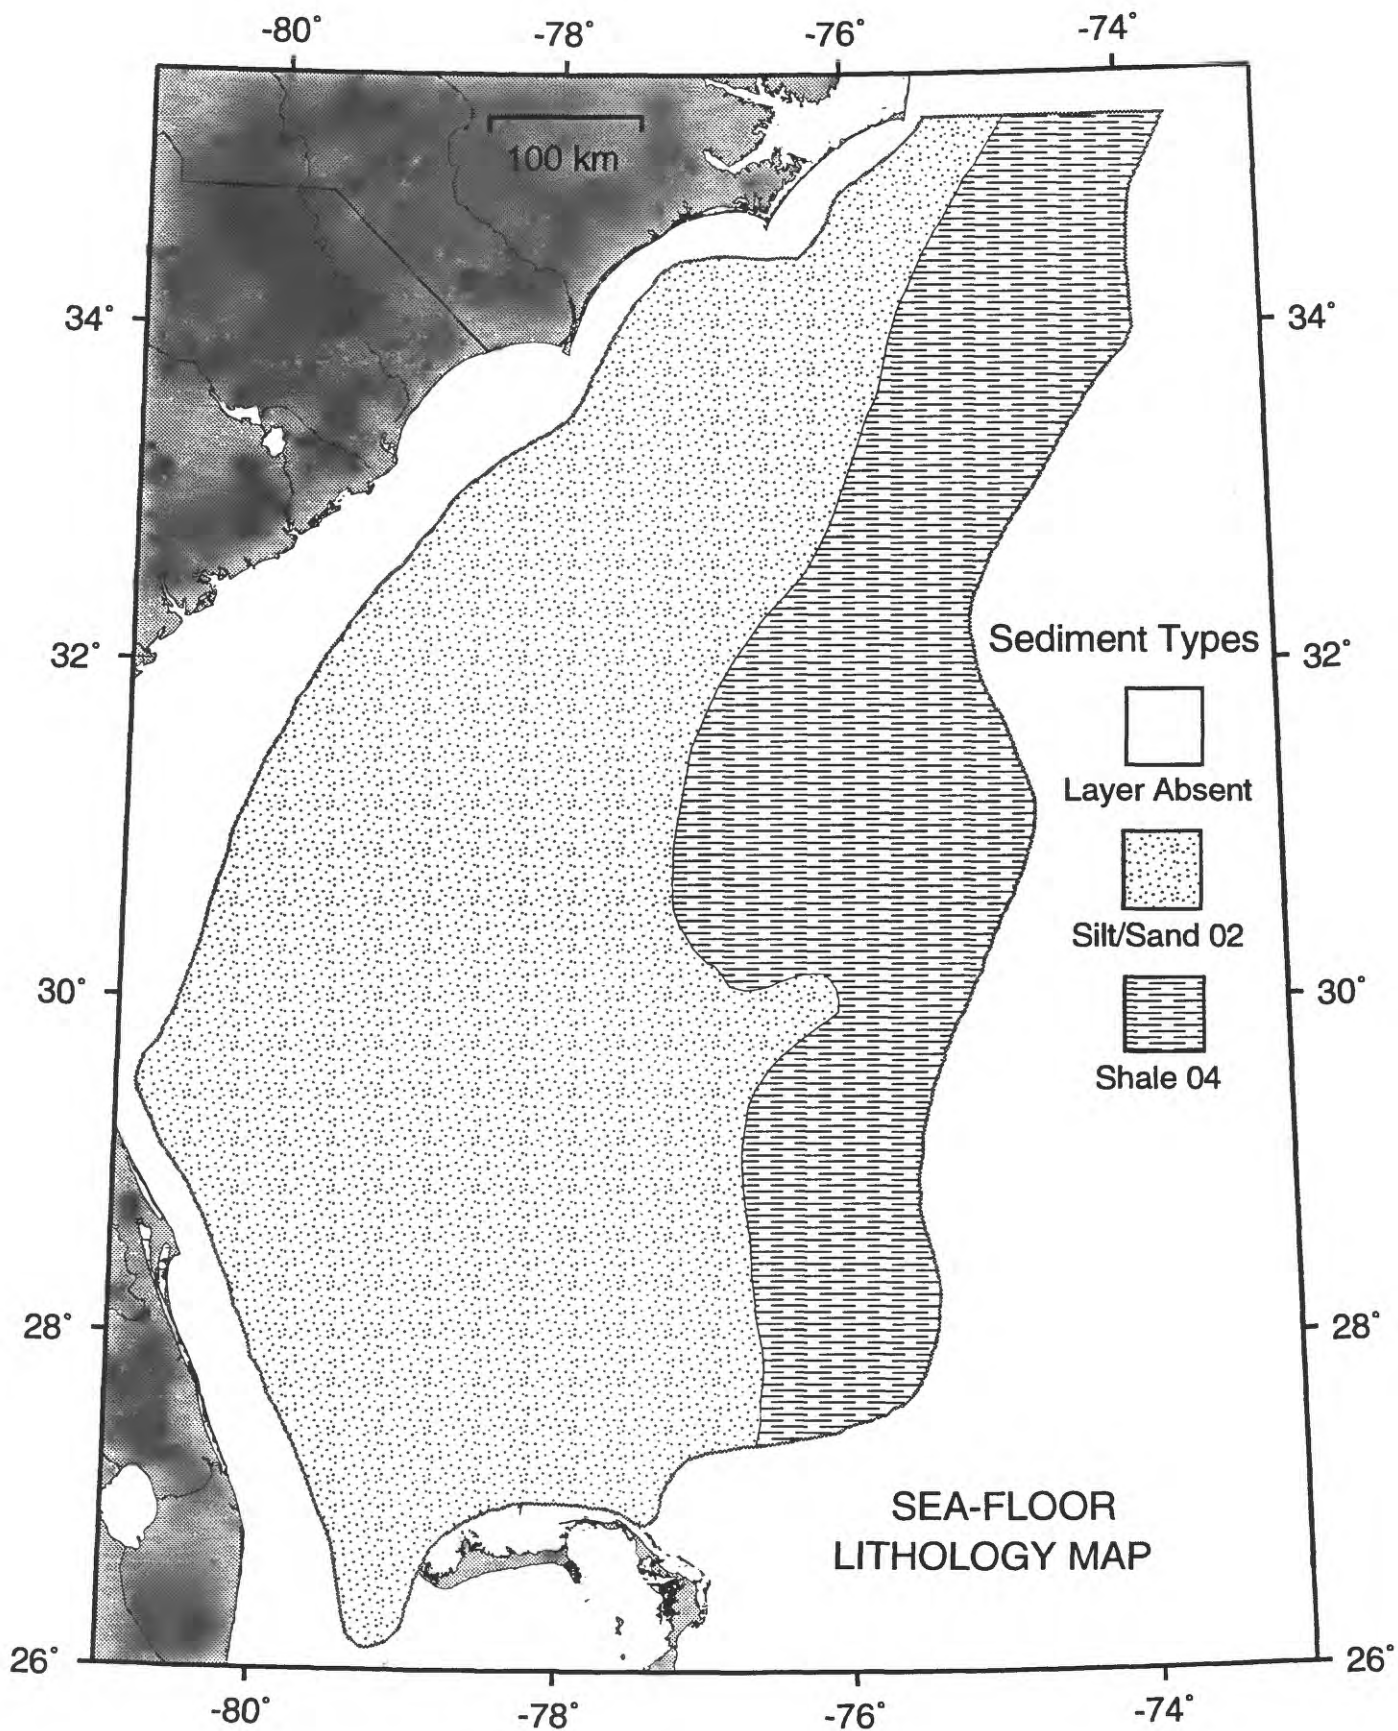 -80° -78° -76° -74°
100 km
34° 34°
Sediment Types
32° 32°
Layer Absent
Silt/Sand 02
30° 30°
Shale 04
28° 28°
SEA-FLOOR
LITHOLOGY MAP
26° 26°
-80° -78° -76° -74°